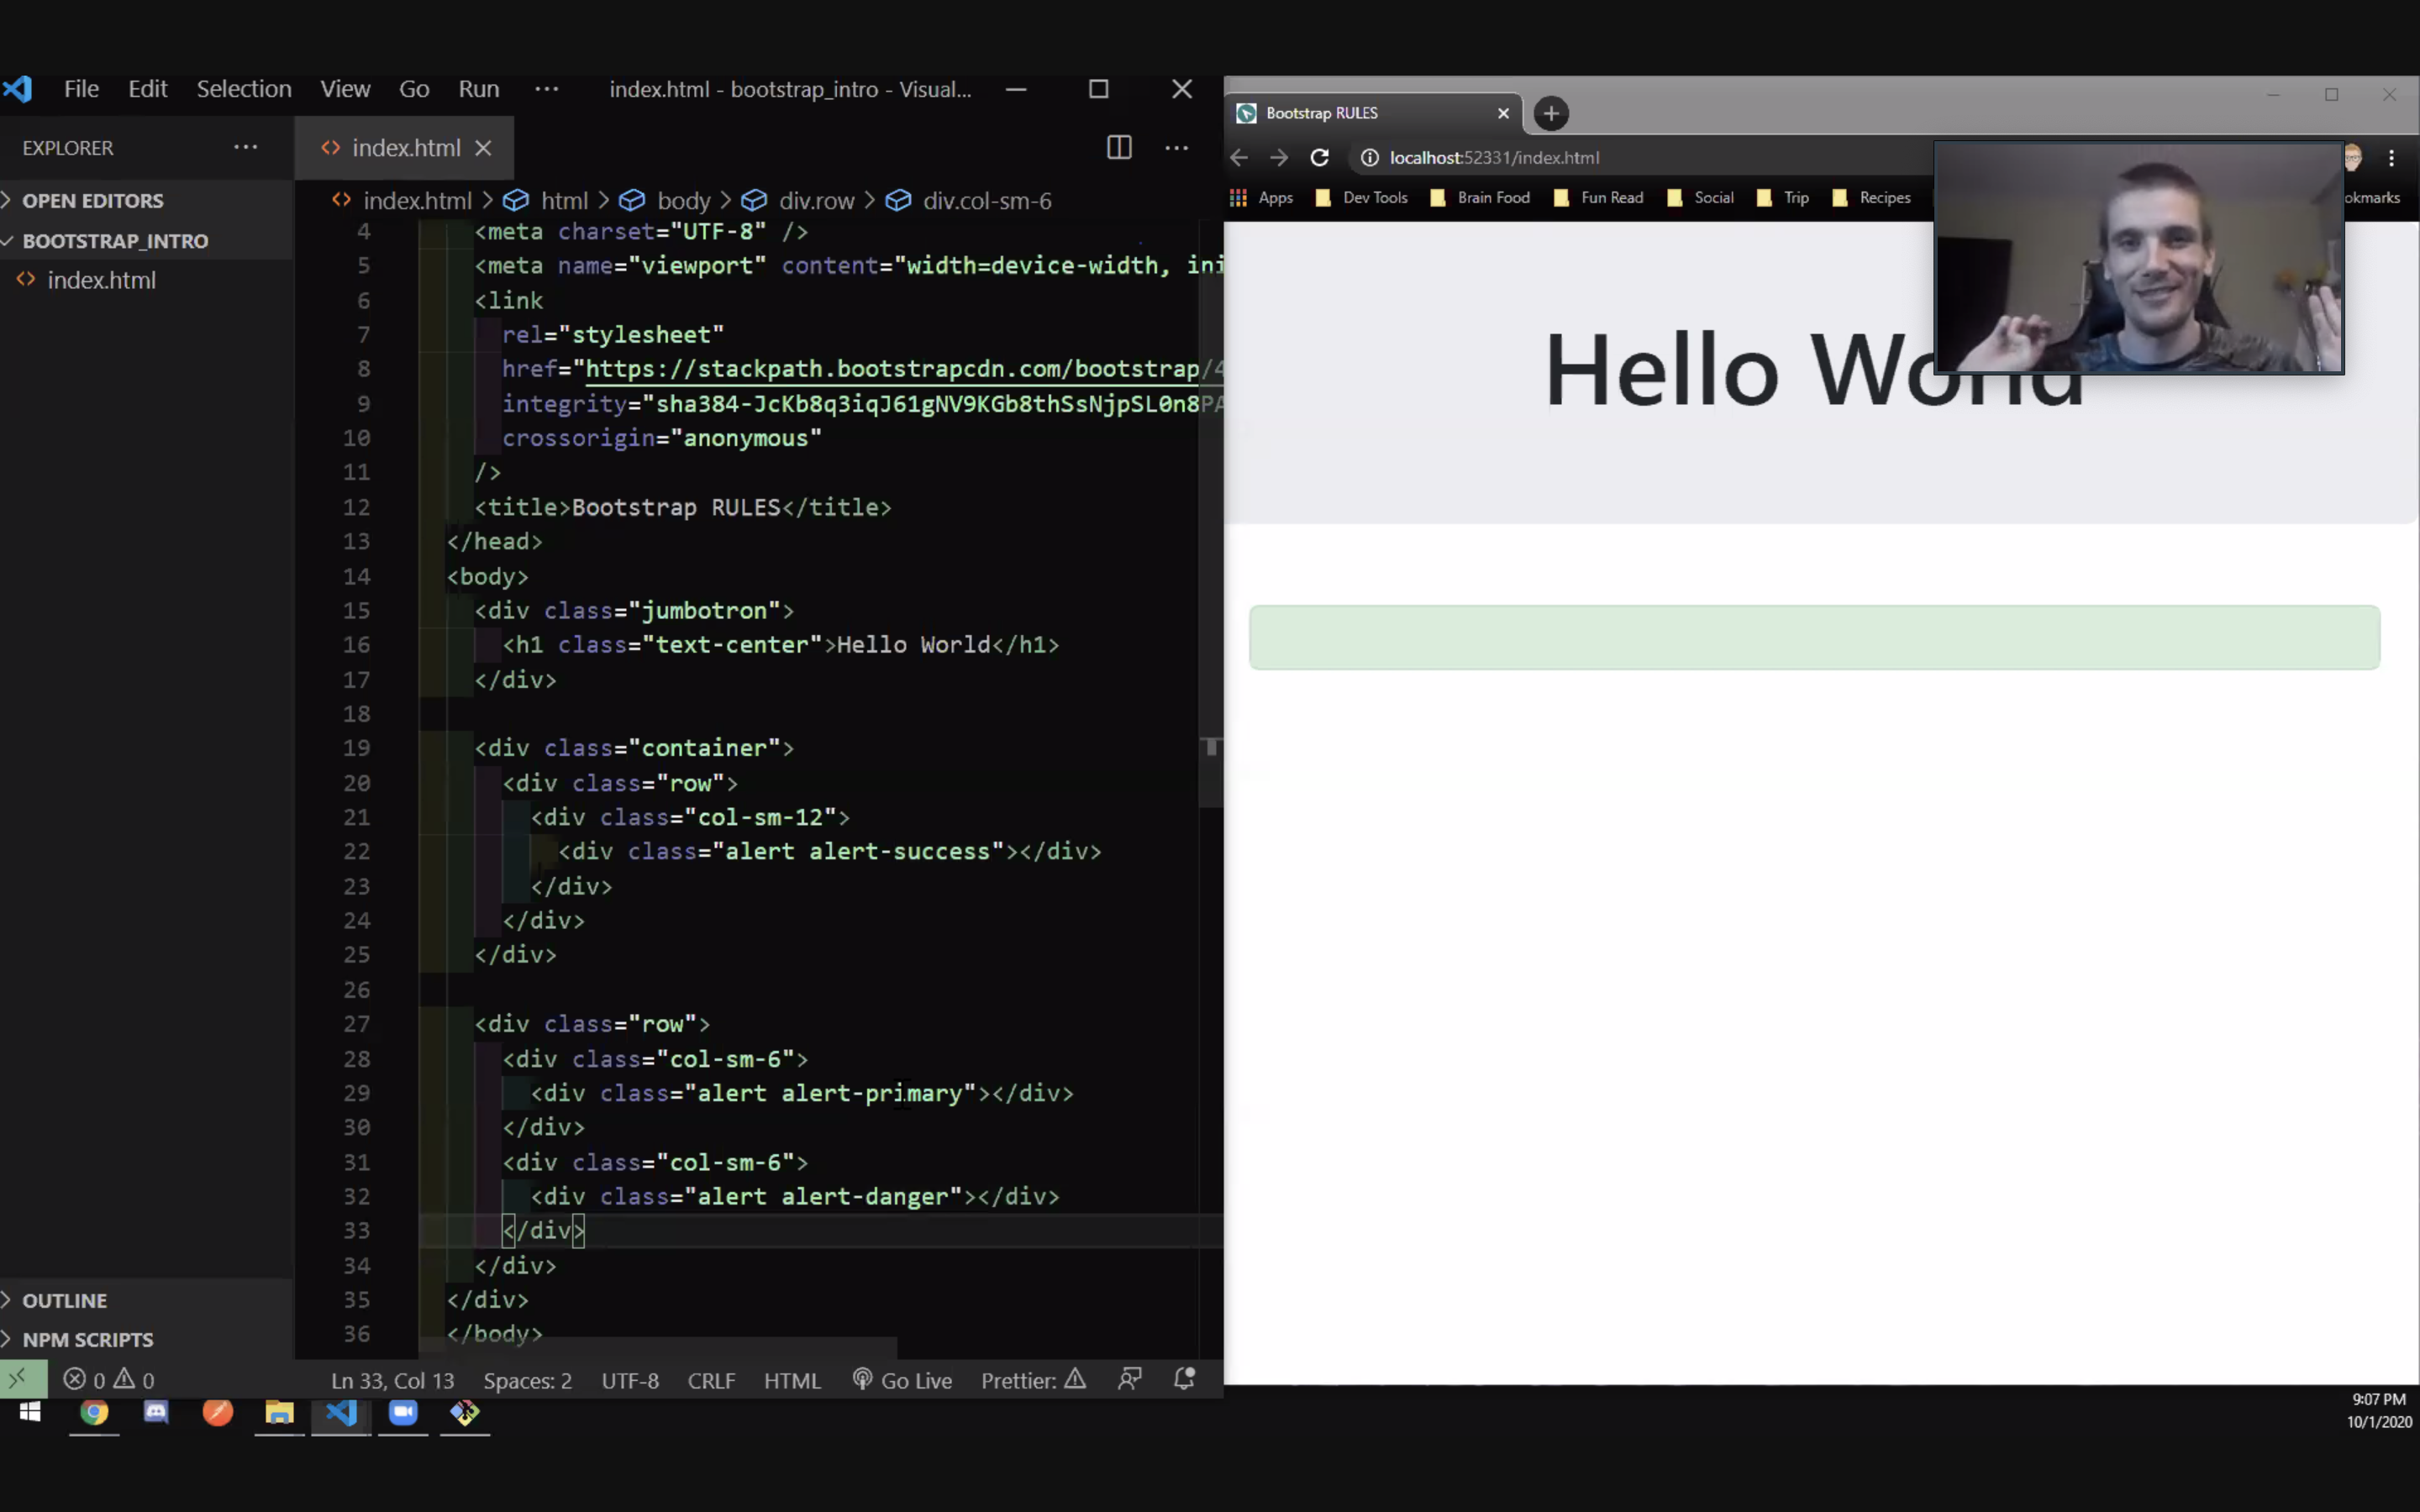 File Edit Selection View Go Run ··· index.html - bootstrap_intro - Visual...
EXPLORER ···
index.html
OPEN EDITORS
BOOTSTRAP_INTRO
index.html
index.html > html > body > div.row > div.col-sm-6
4 <meta charset="UTF-8" />
5 <meta name="viewport" content="width=device-width, ini
6 <link
7 rel="stylesheet"
8 href="https://stackpath.bootstrapcdn.com/bootstrap/4
9 integrity="sha384-JcKb8q3iqJ61gNV9KGb8thSsNjpSL0n8PA
10 crossorigin="anonymous"
11 />
12 <title>Bootstrap RULES</title>
13 </head>
14 <body>
15 <div class="jumbotron">
16 <h1 class="text-center">Hello World</h1>
17 </div>
18
19 <div class="container">
20 <div class="row">
21 <div class="col-sm-12">
22 <div class="alert alert-success"></div>
23 </div>
24 </div>
25 </div>
26
27 <div class="row">
28 <div class="col-sm-6">
29 <div class="alert alert-primary"></div>
30 </div>
31 <div class="col-sm-6">
32 <div class="alert alert-danger"></div>
33 </div>
34 </div>
35 </div>
36 </body>
OUTLINE
NPM SCRIPTS
0 0 Ln 33, Col 13 Spaces: 2 UTF-8 CRLF HTML Go Live Prettier:
Bootstrap RULES
localhost:52331/index.html
Apps Dev Tools Brain Food Fun Read Social Trip Recipes okmarks
Hello World
9:07 PM
10/1/2020